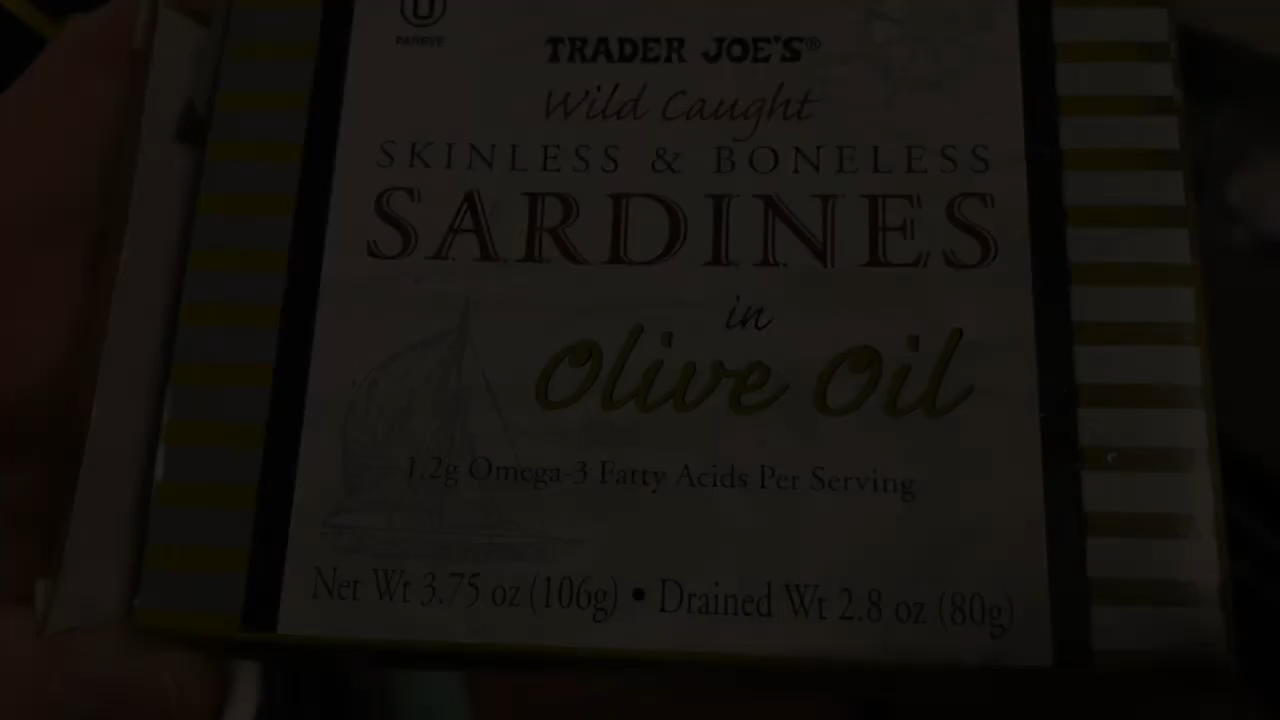 U
PAREVE
TRADER JOE'S®
Wild Caught
SKINLESS & BONELESS
SARDINES
in
Olive Oil
1.2g Omega-3 Fatty Acids Per Serving
Net Wt 3.75 oz (106g) • Drained Wt 2.8 oz (80g)